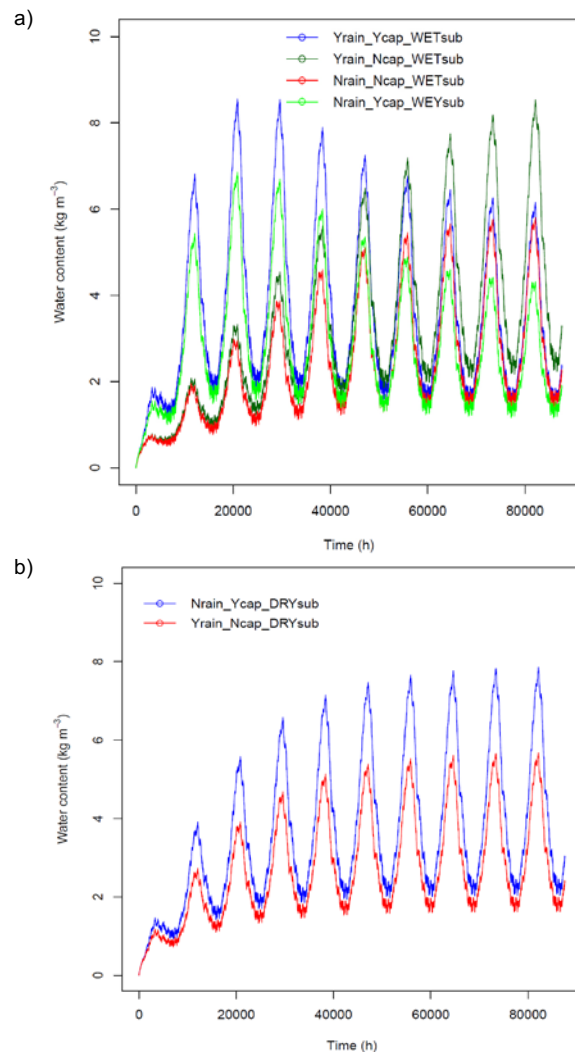 a)
10
8
6
4
2
0
Water content (kg m⁻³)
Yrain_Ycap_WETsub
Yrain_Ncap_WETsub
Nrain_Ncap_WETsub
Nrain_Ycap_WEYsub
0 20000 40000 60000 80000
Time (h)
b)
10
8
6
4
2
0
Water content (kg m⁻³)
Nrain_Ycap_DRYsub
Yrain_Ncap_DRYsub
0 20000 40000 60000 80000
Time (h)